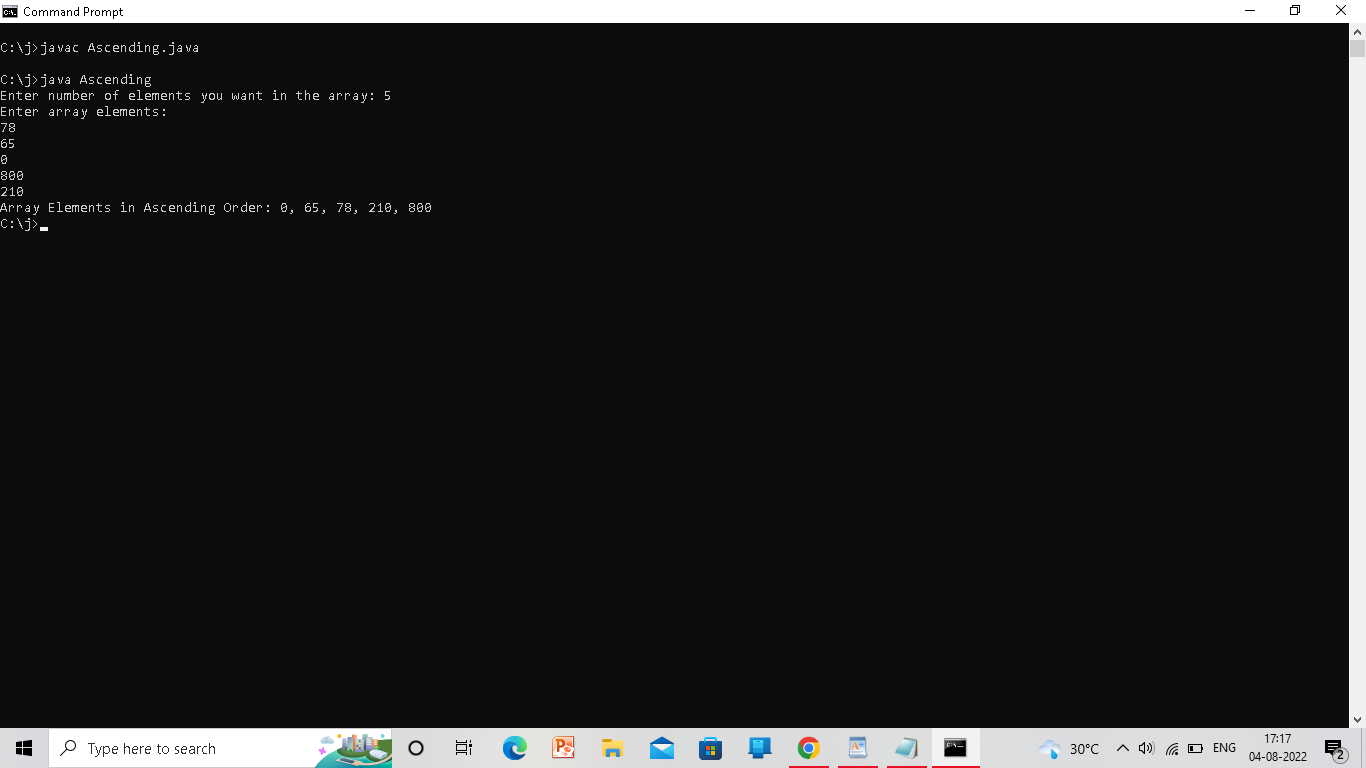 Command Prompt
C:\j>javac Ascending.java
C:\j>java Ascending
Enter number of elements you want in the array: 5
Enter array elements:
78
65
0
800
210
Array Elements in Ascending Order: 0, 65, 78, 210, 800
C:\j>
Type here to search
30°C
ENG
17:17
04-08-2022
2